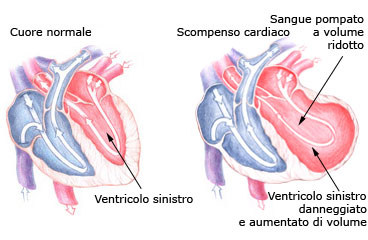 Cuore normale
Ventricolo sinistro
Scompenso cardiaco
Sangue pompato
a volume
ridotto
Ventricolo sinistro
danneggiato
e aumentato di volume